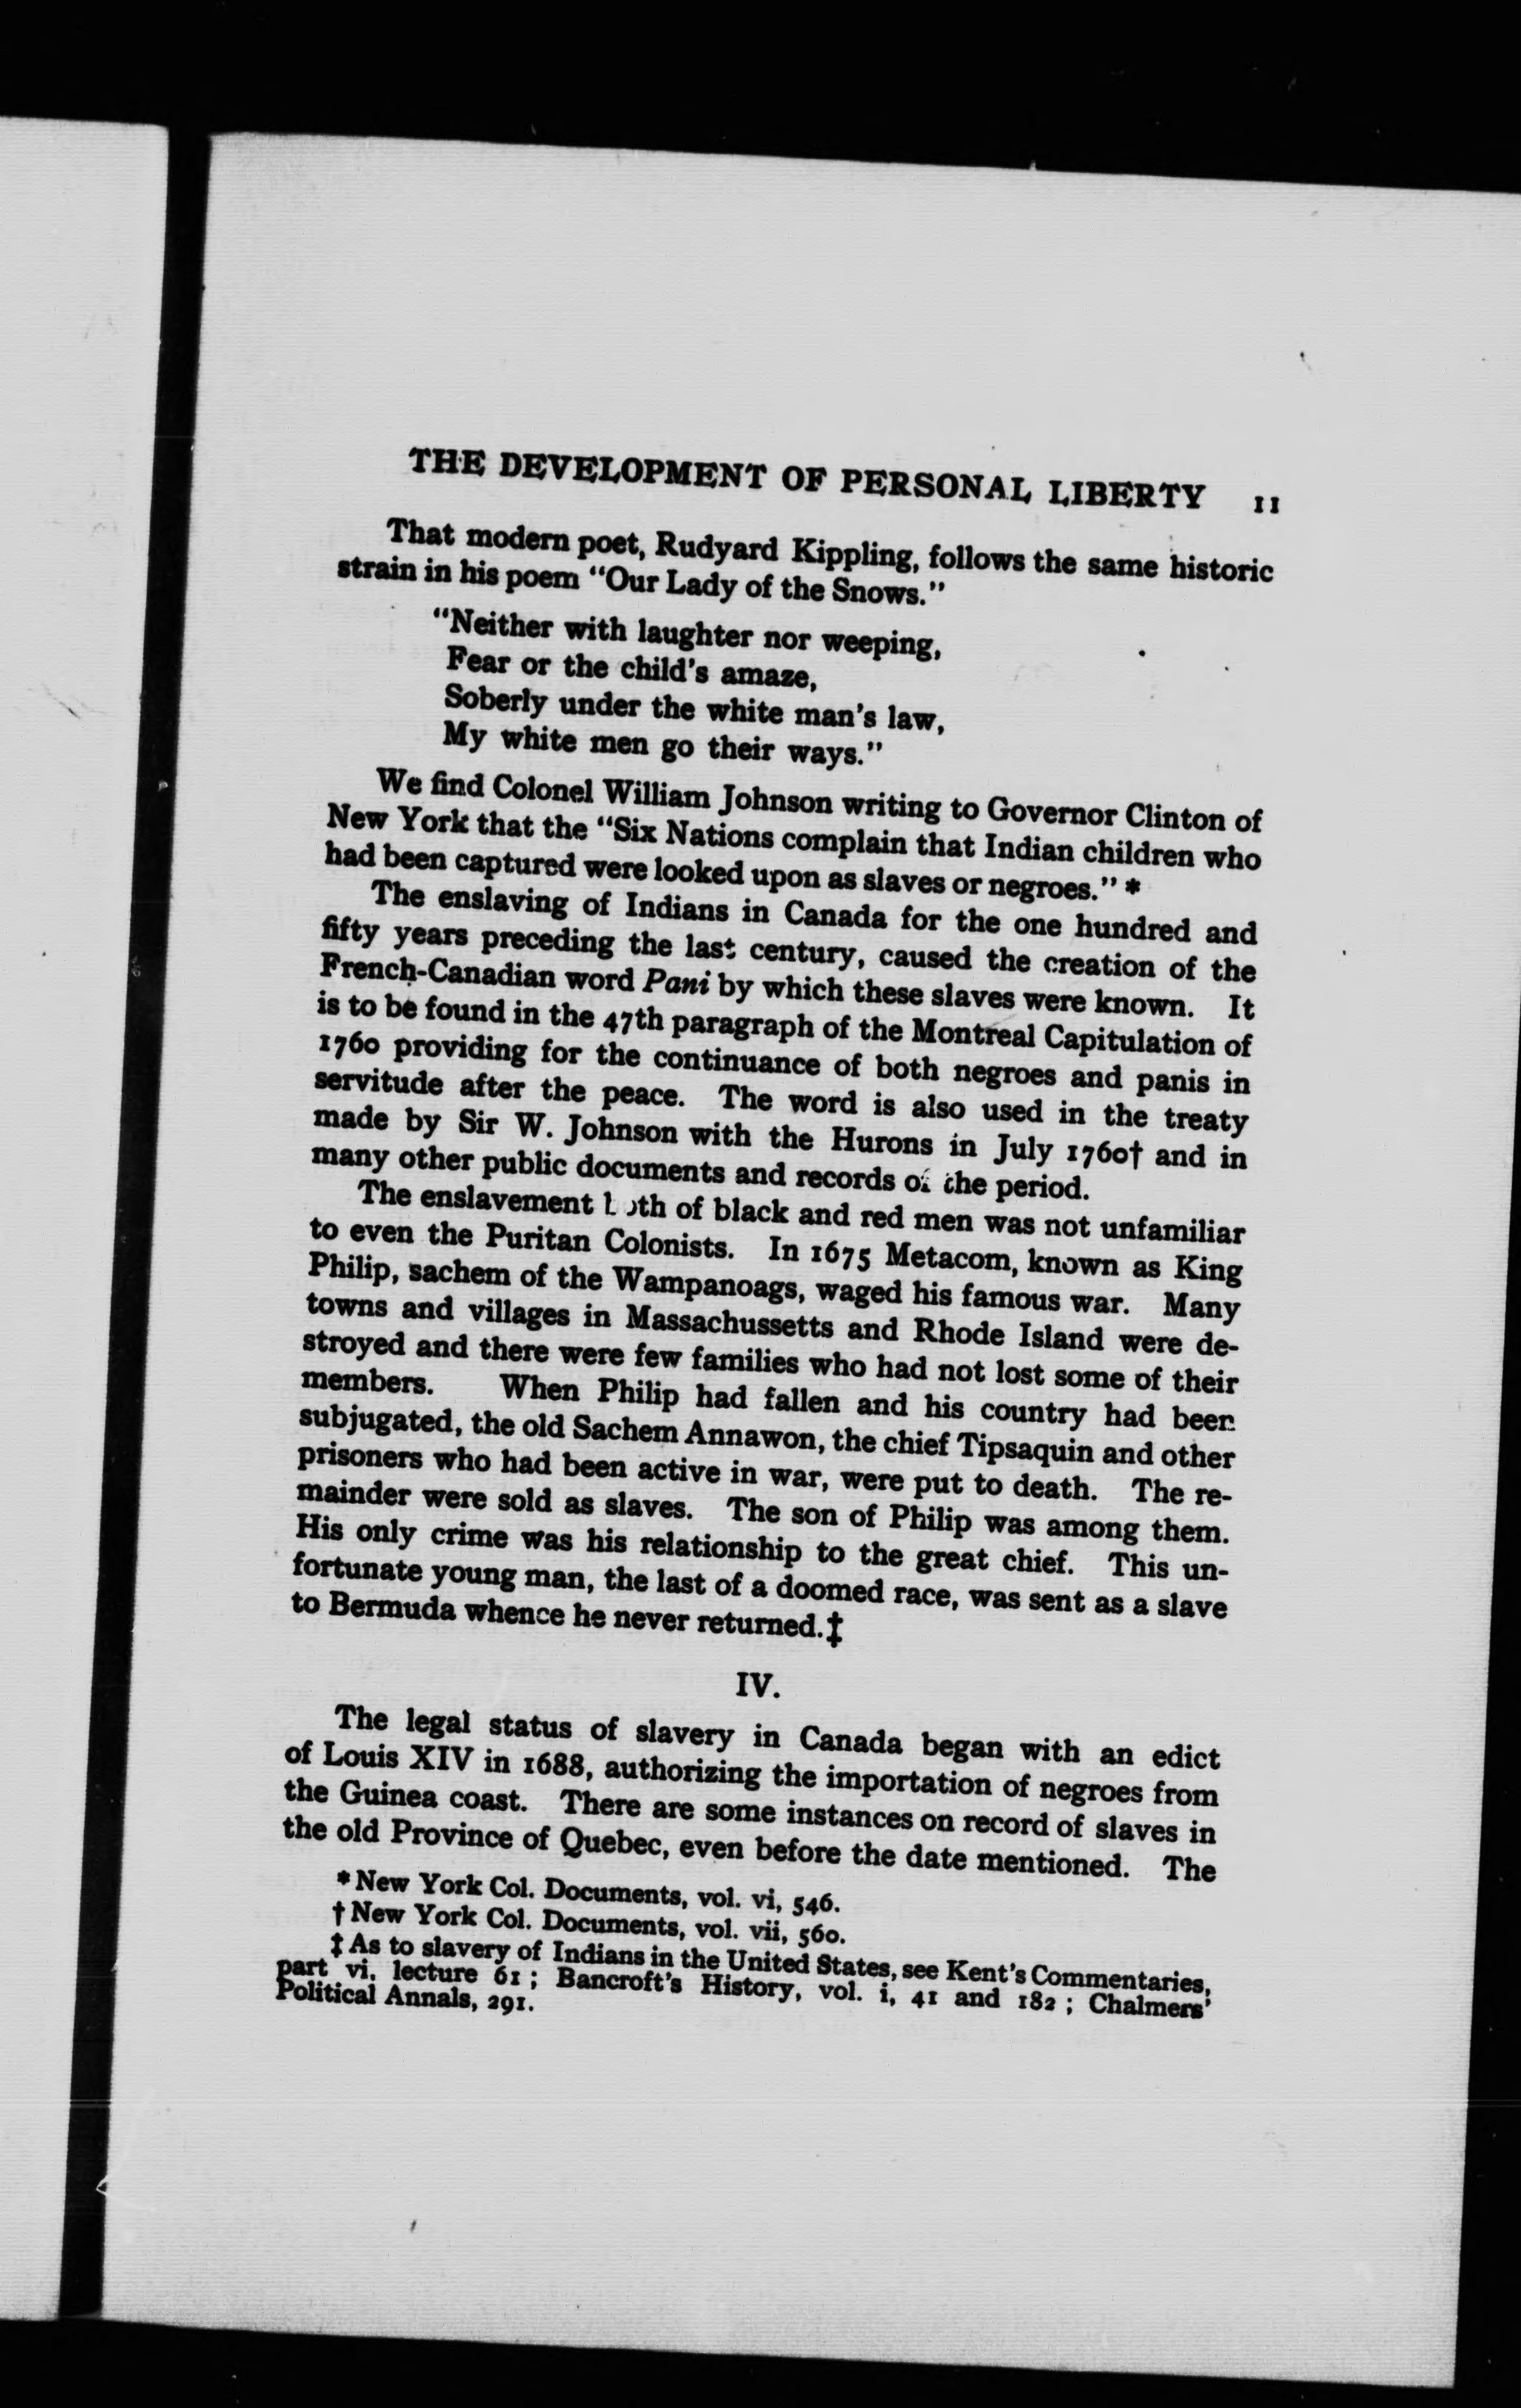 THE DEVELOPMENT OF PERSONAL LIBERTY 11
That modern poet, Rudyard Kippling, follows the same historic
strain in his poem "Our Lady of the Snows."
"Neither with laughter nor weeping,
Fear or the child's amaze,
Soberly under the white man's law,
My white men go their ways."
We find Colonel William Johnson writing to Governor Clinton of
New York that the "Six Nations complain that Indian children who
had been captured were looked upon as slaves or negroes." *
The enslaving of Indians in Canada for the one hundred and
fifty years preceding the last century, caused the creation of the
French-Canadian word Pani by which these slaves were known. It
is to be found in the 47th paragraph of the Montreal Capitulation of
1760 providing for the continuance of both negroes and panis in
servitude after the peace. The word is also used in the treaty
made by Sir W. Johnson with the Hurons in July 1760† and in
many other public documents and records of the period.
The enslavement both of black and red men was not unfamiliar
to even the Puritan Colonists. In 1675 Metacom, known as King
Philip, sachem of the Wampanoags, waged his famous war. Many
towns and villages in Massachussetts and Rhode Island were de-
stroyed and there were few families who had not lost some of their
members. When Philip had fallen and his country had been
subjugated, the old Sachem Annawon, the chief Tipsaquin and other
prisoners who had been active in war, were put to death. The re-
mainder were sold as slaves. The son of Philip was among them.
His only crime was his relationship to the great chief. This un-
fortunate young man, the last of a doomed race, was sent as a slave
to Bermuda whence he never returned.‡
IV.
The legal status of slavery in Canada began with an edict
of Louis XIV in 1688, authorizing the importation of negroes from
the Guinea coast. There are some instances on record of slaves in
the old Province of Quebec, even before the date mentioned. The
* New York Col. Documents, vol. vi, 546.
† New York Col. Documents, vol. vii, 560.
‡ As to slavery of Indians in the United States, see Kent's Commentaries,
part vi, lecture 61; Bancroft's History, vol. i, 41 and 182; Chalmers'
Political Annals, 291.